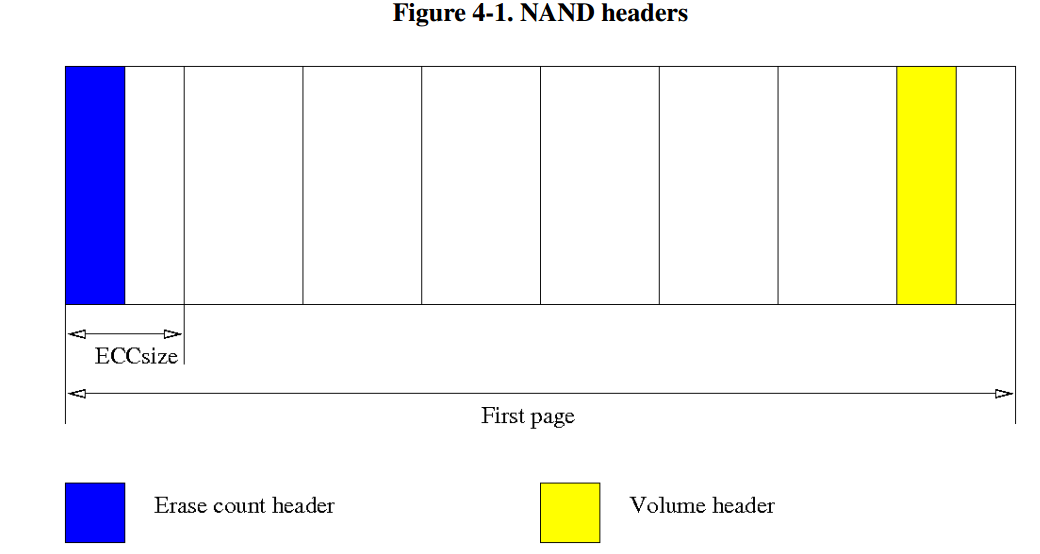 Figure 4-1. NAND headers
ECCsize
First page
Erase count header
Volume header